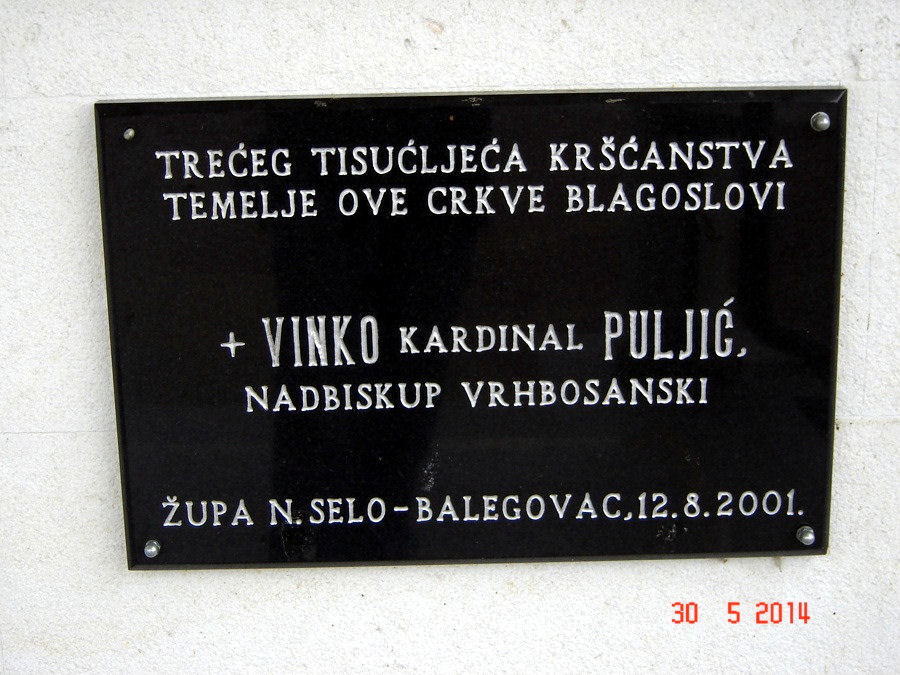 TREĆEG TISUĆLJEĆA KRŠĆANSTVA
TEMELJE OVE CRKVE BLAGOSLOVI
+ VINKO KARDINAL PULJIĆ,
NADBISKUP VRHBOSANSKI
ŽUPA N. SELO-BALEGOVAC, 12.8.2001.
30 5 2014